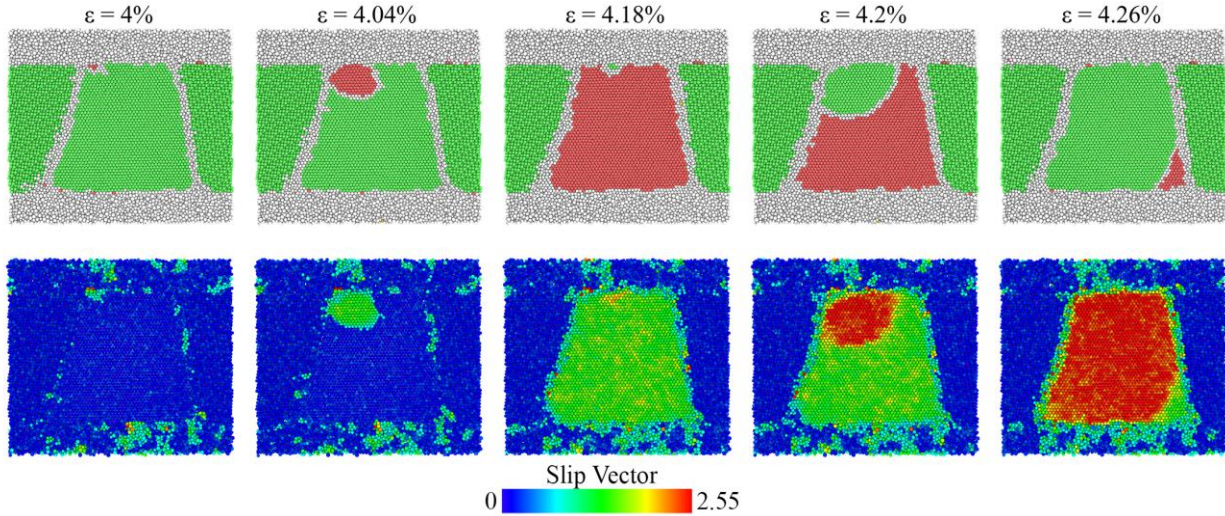 ε = 4%
ε = 4.04%
ε = 4.18%
ε = 4.2%
ε = 4.26%
Slip Vector
0
2.55